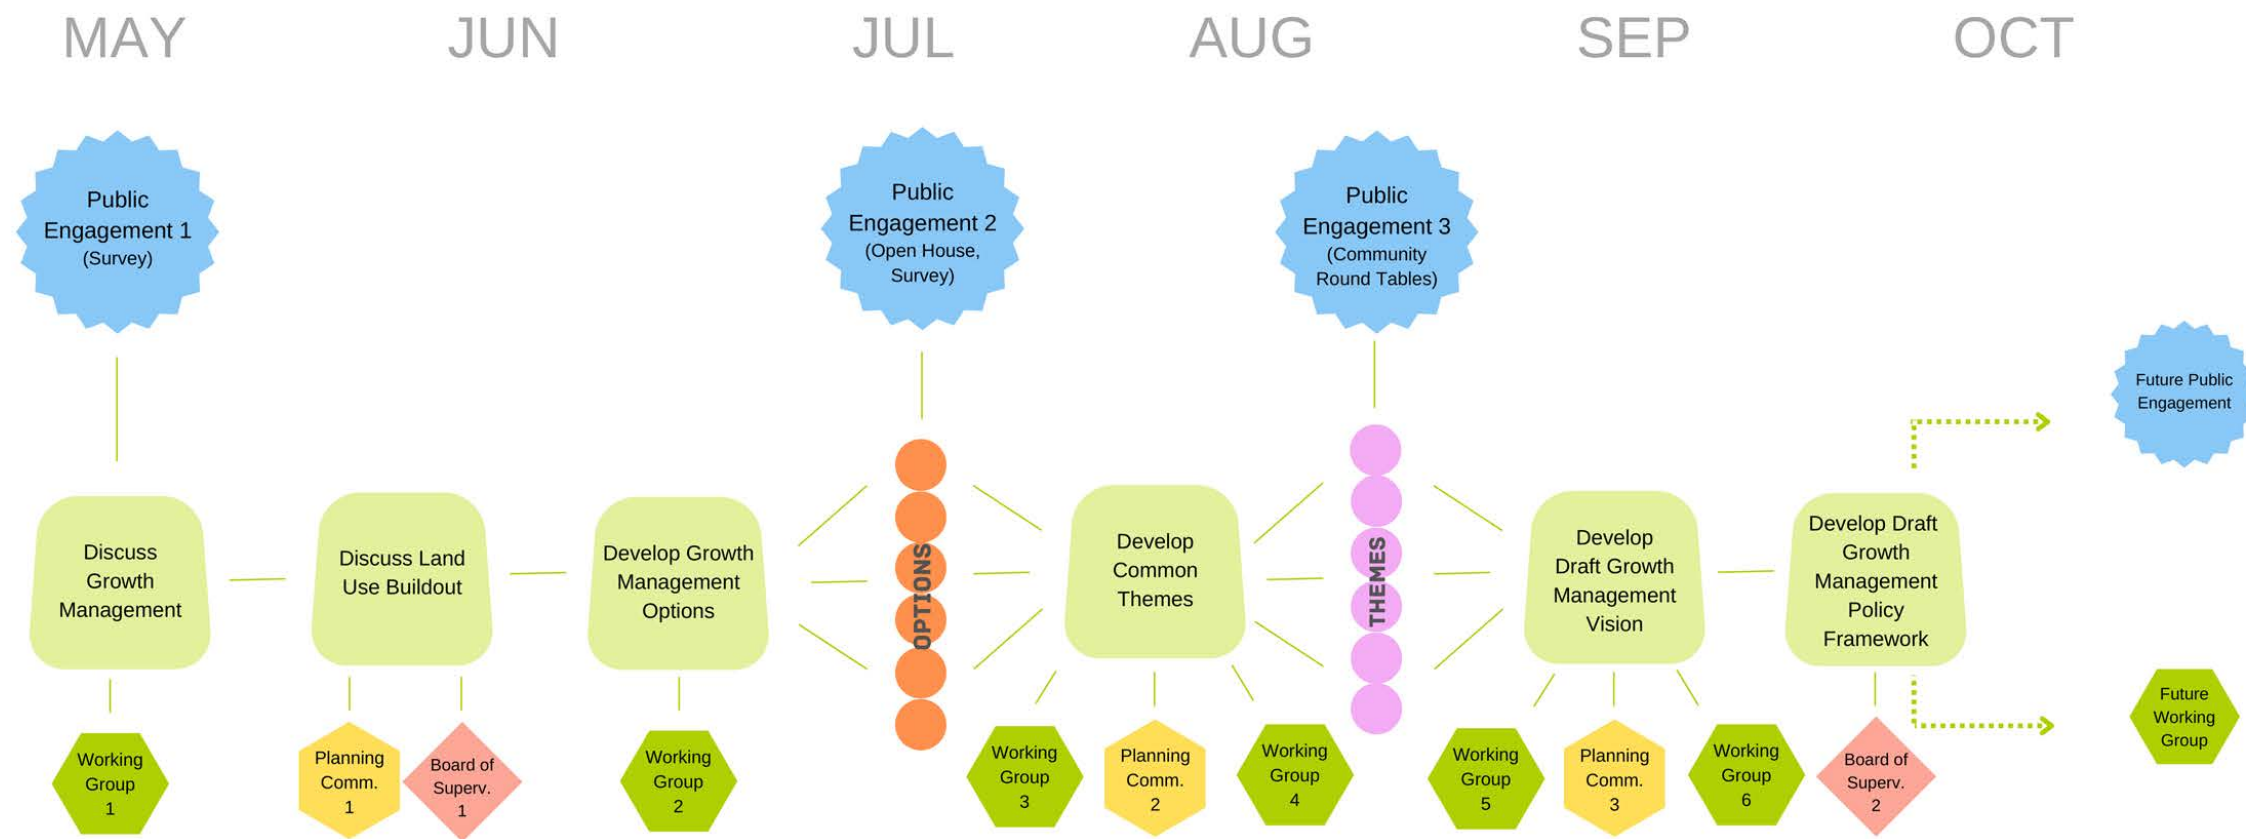 MAY
JUN
JUL
AUG
SEP
OCT
Public
Engagement 1
(Survey)
Public
Engagement 2
(Open House,
Survey)
Public
Engagement 3
(Community
Round Tables)
Future Public
Engagement
Discuss
Growth
Management
Discuss Land
Use Buildout
Develop Growth
Management
Options
OPTIONS
Develop
Common
Themes
THEMES
Develop
Draft Growth
Management
Vision
Develop Draft
Growth
Management
Policy
Framework
Working
Group
1
Planning
Comm.
1
Board of
Superv.
1
Working
Group
2
Working
Group
3
Planning
Comm.
2
Working
Group
4
Working
Group
5
Planning
Comm.
3
Working
Group
6
Board of
Superv.
2
Future
Working
Group